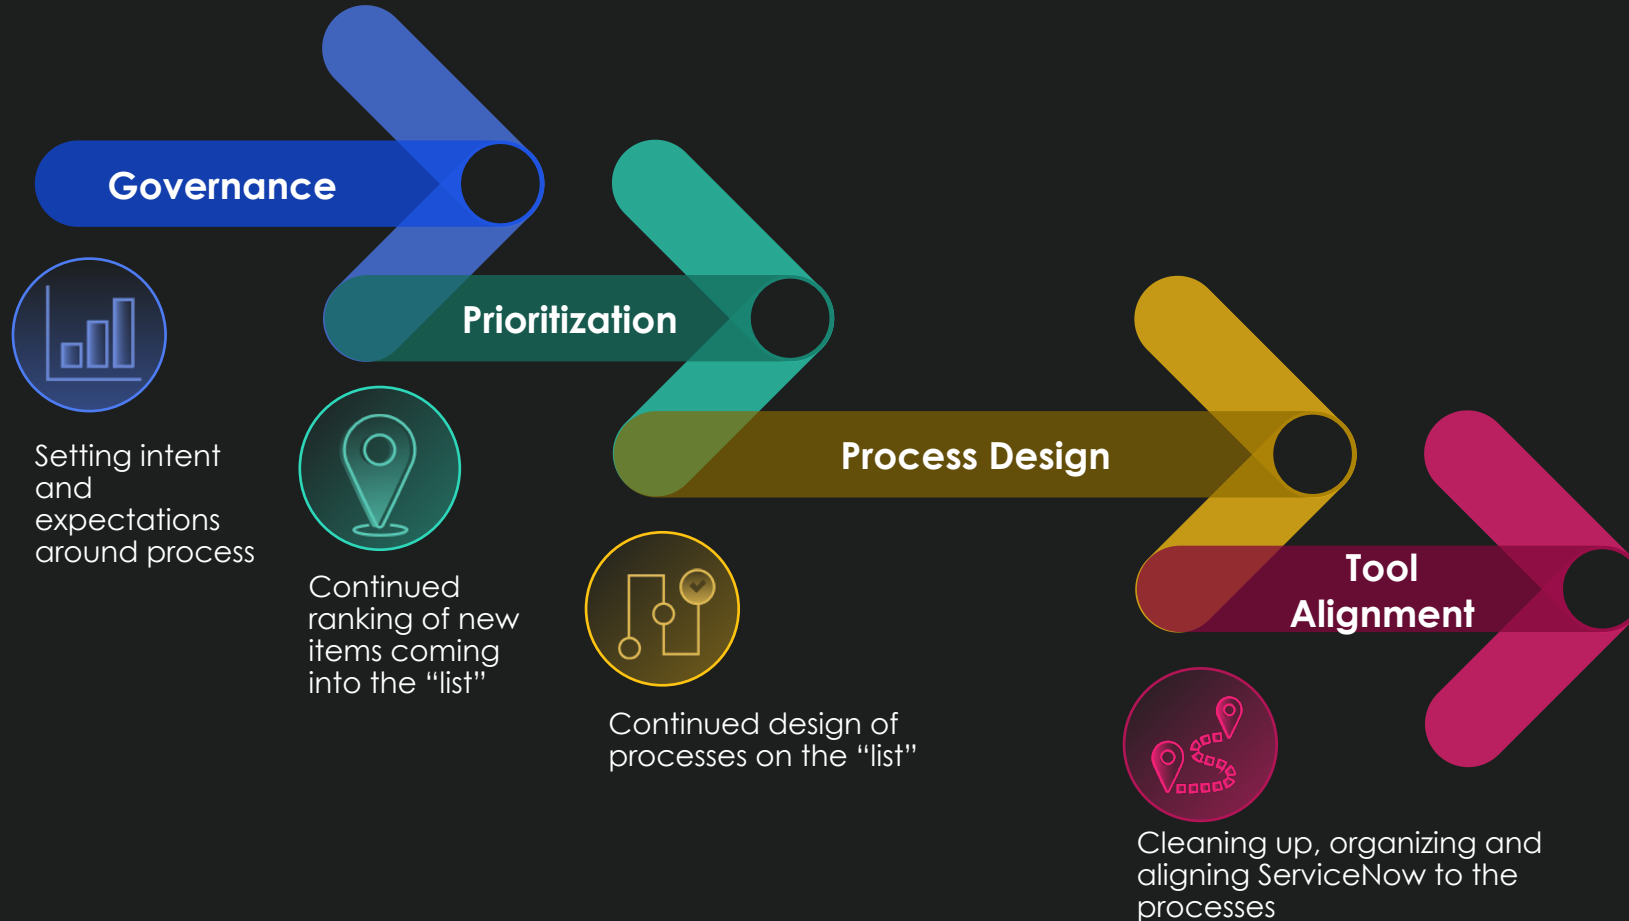 Governance
Setting intent
and
expectations
around process
Prioritization
Continued
ranking of new
items coming
into the “list”
Process Design
Continued design of
processes on the “list”
Tool
Alignment
Cleaning up, organizing and
aligning ServiceNow to the
processes